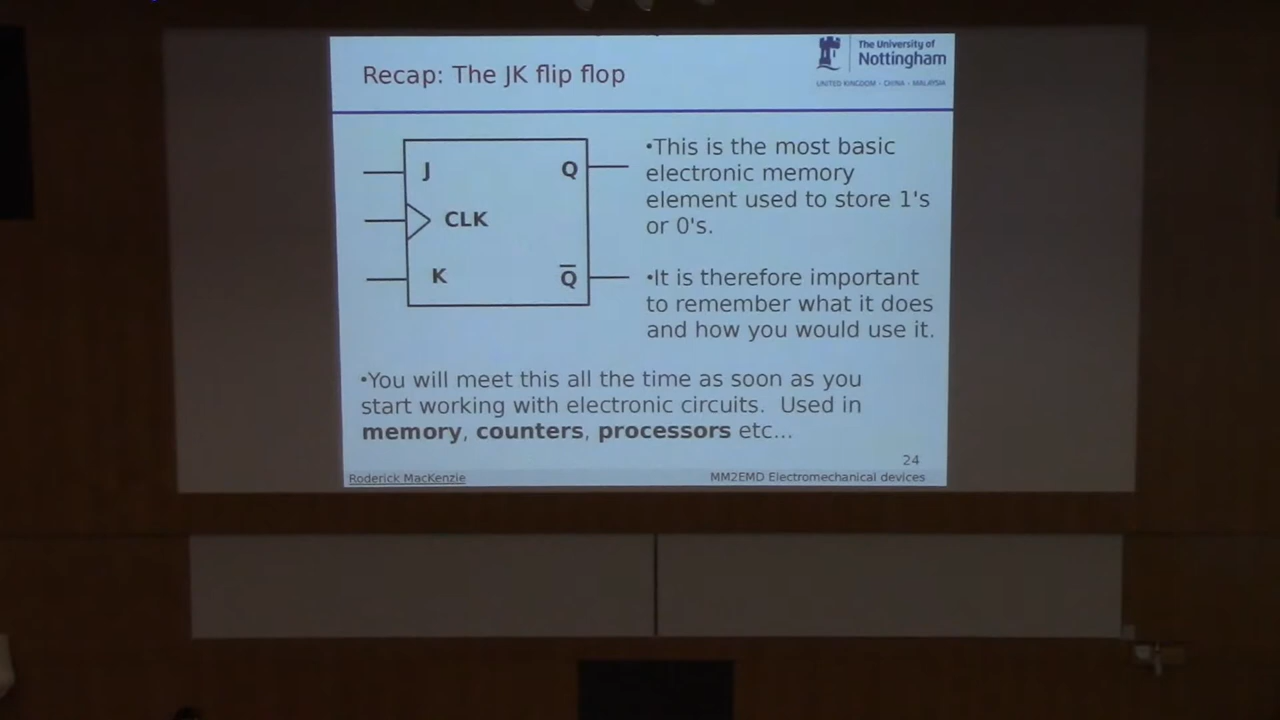 Recap: The JK flip flop
The University of
Nottingham
UNITED KINGDOM · CHINA · MALAYSIA
J
Q
CLK
K
Q̅
•This is the most basic
electronic memory
element used to store 1's
or 0's.
•It is therefore important
to remember what it does
and how you would use it.
•You will meet this all the time as soon as you
start working with electronic circuits.  Used in
memory, counters, processors etc...
24
Roderick MacKenzie
MM2EMD Electromechanical devices